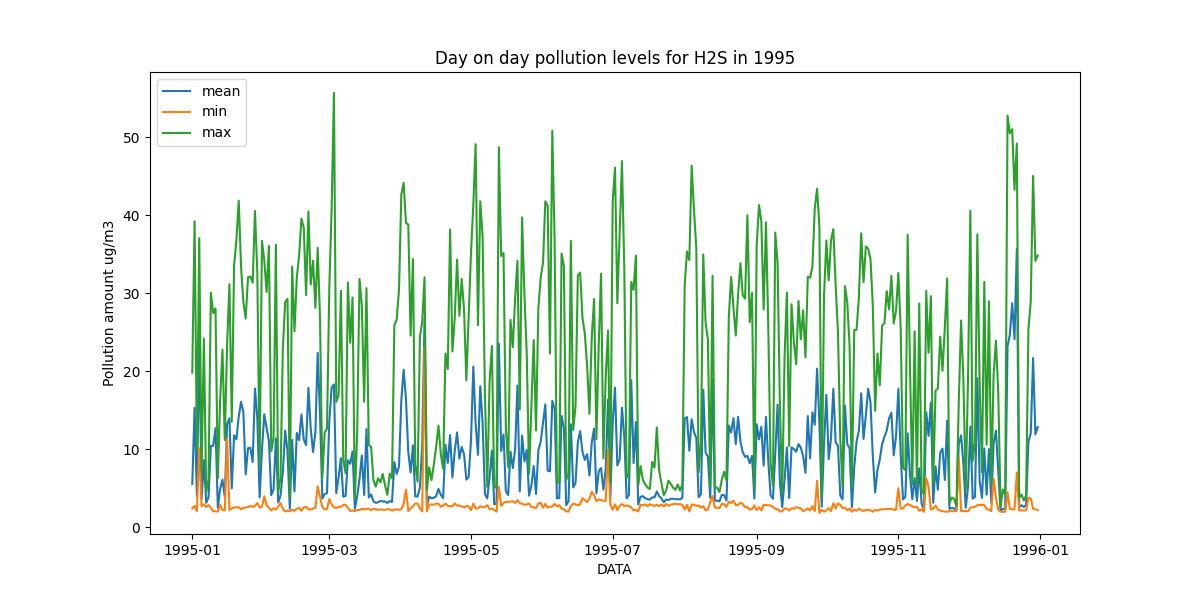 Day on day pollution levels for H2S in 1995
mean
min
max
Pollution amount ug/m3
50
40
30
20
10
0
1995-01
1995-03
1995-05
1995-07
1995-09
1995-11
1996-01
DATA